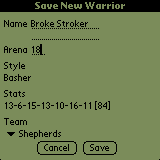 Save New Warrior
Name Broke Stroker
Arena 18
Style
Basher
Stats
13-6-15-13-10-16-11 [84]
Team
Shepherds
Cancel Save